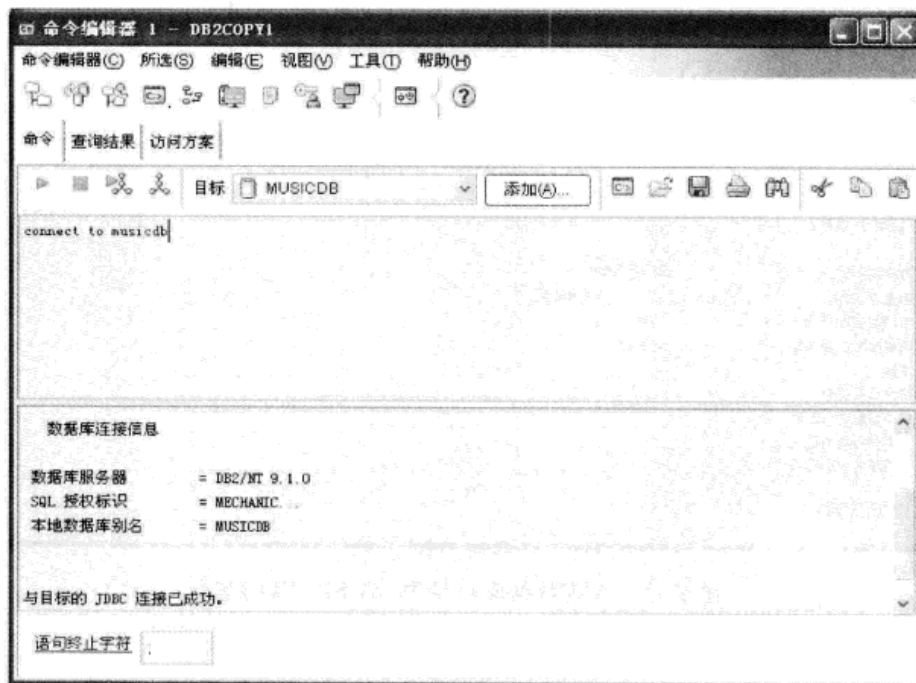 命令编辑器 1 - DB2COPY1
命令编辑器(C) 所选(S) 编辑(E) 视图(V) 工具(T) 帮助(H)
命令 查询结果 访问方案
目标 MUSICDB 添加(A)...
connect to musicdb
数据库连接信息
数据库服务器 = DB2/NT 9.1.0
SQL 授权标识 = MECHANIC...
本地数据库别名 = MUSICDB
与目标的 JDBC 连接已成功。
语句终止字符 ;